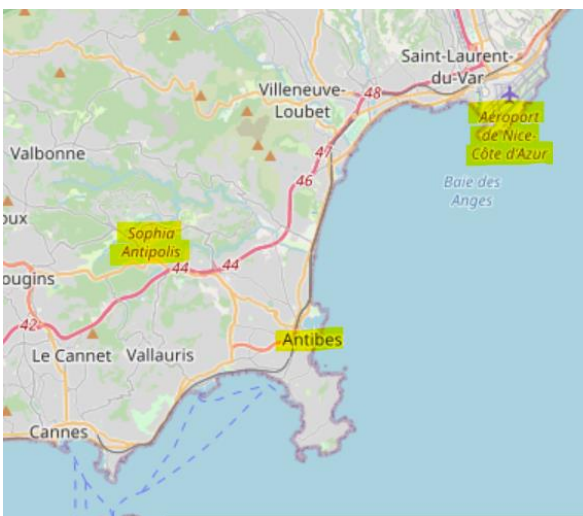 Saint-Laurent-
du-Var
Villeneuve-
Loubet
48
Aéroport
de Nice-
Côte d'Azur
47
Valbonne
46
Baie des
Anges
oux
Sophia
Antipolis
44
44
ougins
42
Antibes
Le Cannet
Vallauris
Cannes